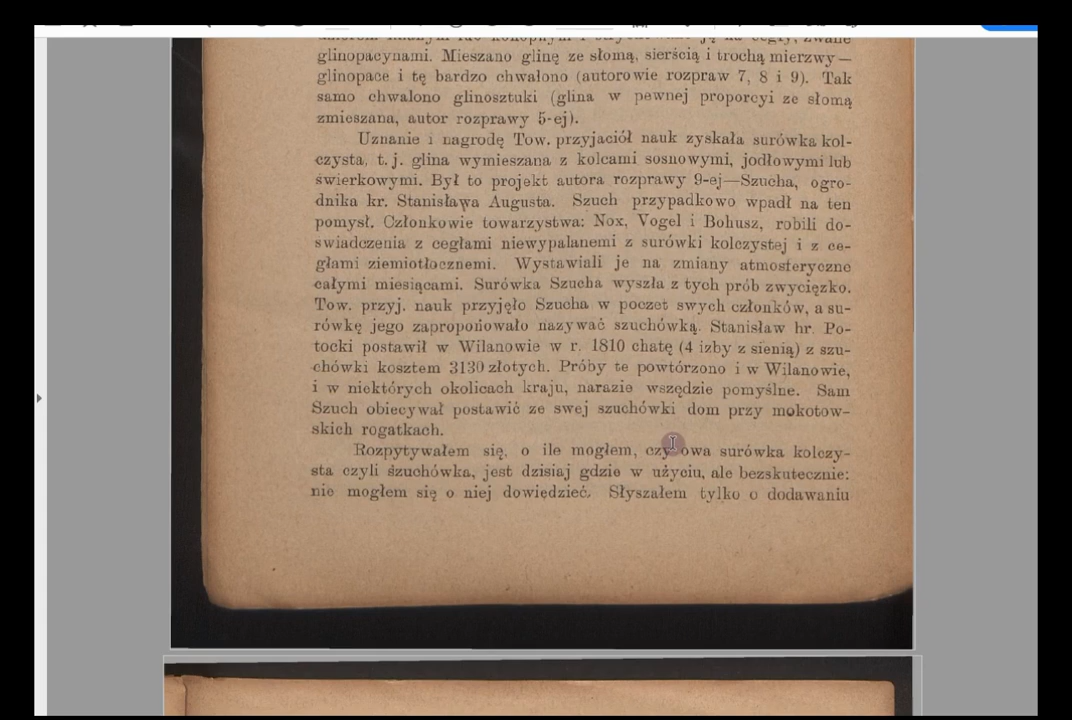 glinopacynami. Mieszano glinę ze słomą, sierścią i trochą mierzwy—
glinopace i tę bardzo chwalono (autorowie rozpraw 7, 8 i 9). Tak
samo chwalono glinosztuki (glina w pewnej proporcyi ze słomą
zmieszana, autor rozprawy 5-ej).
Uznanie i nagrodę Tow. przyjaciół nauk zyskała surówka kol-
czysta, t. j. glina wymieszana z kolcami sosnowymi, jodłowymi lub
świerkowymi. Był to projekt autora rozprawy 9-ej—Szucha, ogro-
dnika kr. Stanisława Augusta. Szuch przypadkowo wpadł na ten
pomysł. Członkowie towarzystwa: Nox, Vogel i Bohusz, robili do-
świadczenia z cegłami niewypalanemi z surówki kolczystej i z ce-
głami ziemiotłocznemi. Wystawiali je na zmiany atmosferyczne
całymi miesiącami. Surówka Szucha wyszła z tych prób zwycięzko.
Tow. przyj. nauk przyjęło Szucha w poczet swych członków, a su-
rówkę jego zaproponowało nazywać szuchówką. Stanisław hr. Po-
tocki postawił w Wilanowie w r. 1810 chatę (4 izby z sienią) z szu-
chówki kosztem 3130 złotych. Próby te powtórzono i w Wilanowie,
i w niektórych okolicach kraju, narazie wszędzie pomyślne. Sam
Szuch obiecywał postawić ze swej szuchówki dom przy mokotow-
skich rogatkach.
Rozpytywałem się, o ile mogłem, czy owa surówka kolczy-
sta czyli szuchówka, jest dzisiaj gdzie w użyciu, ale bezskutecznie:
nie mogłem się o niej dowiedzieć. Słyszałem tylko o dodawaniu